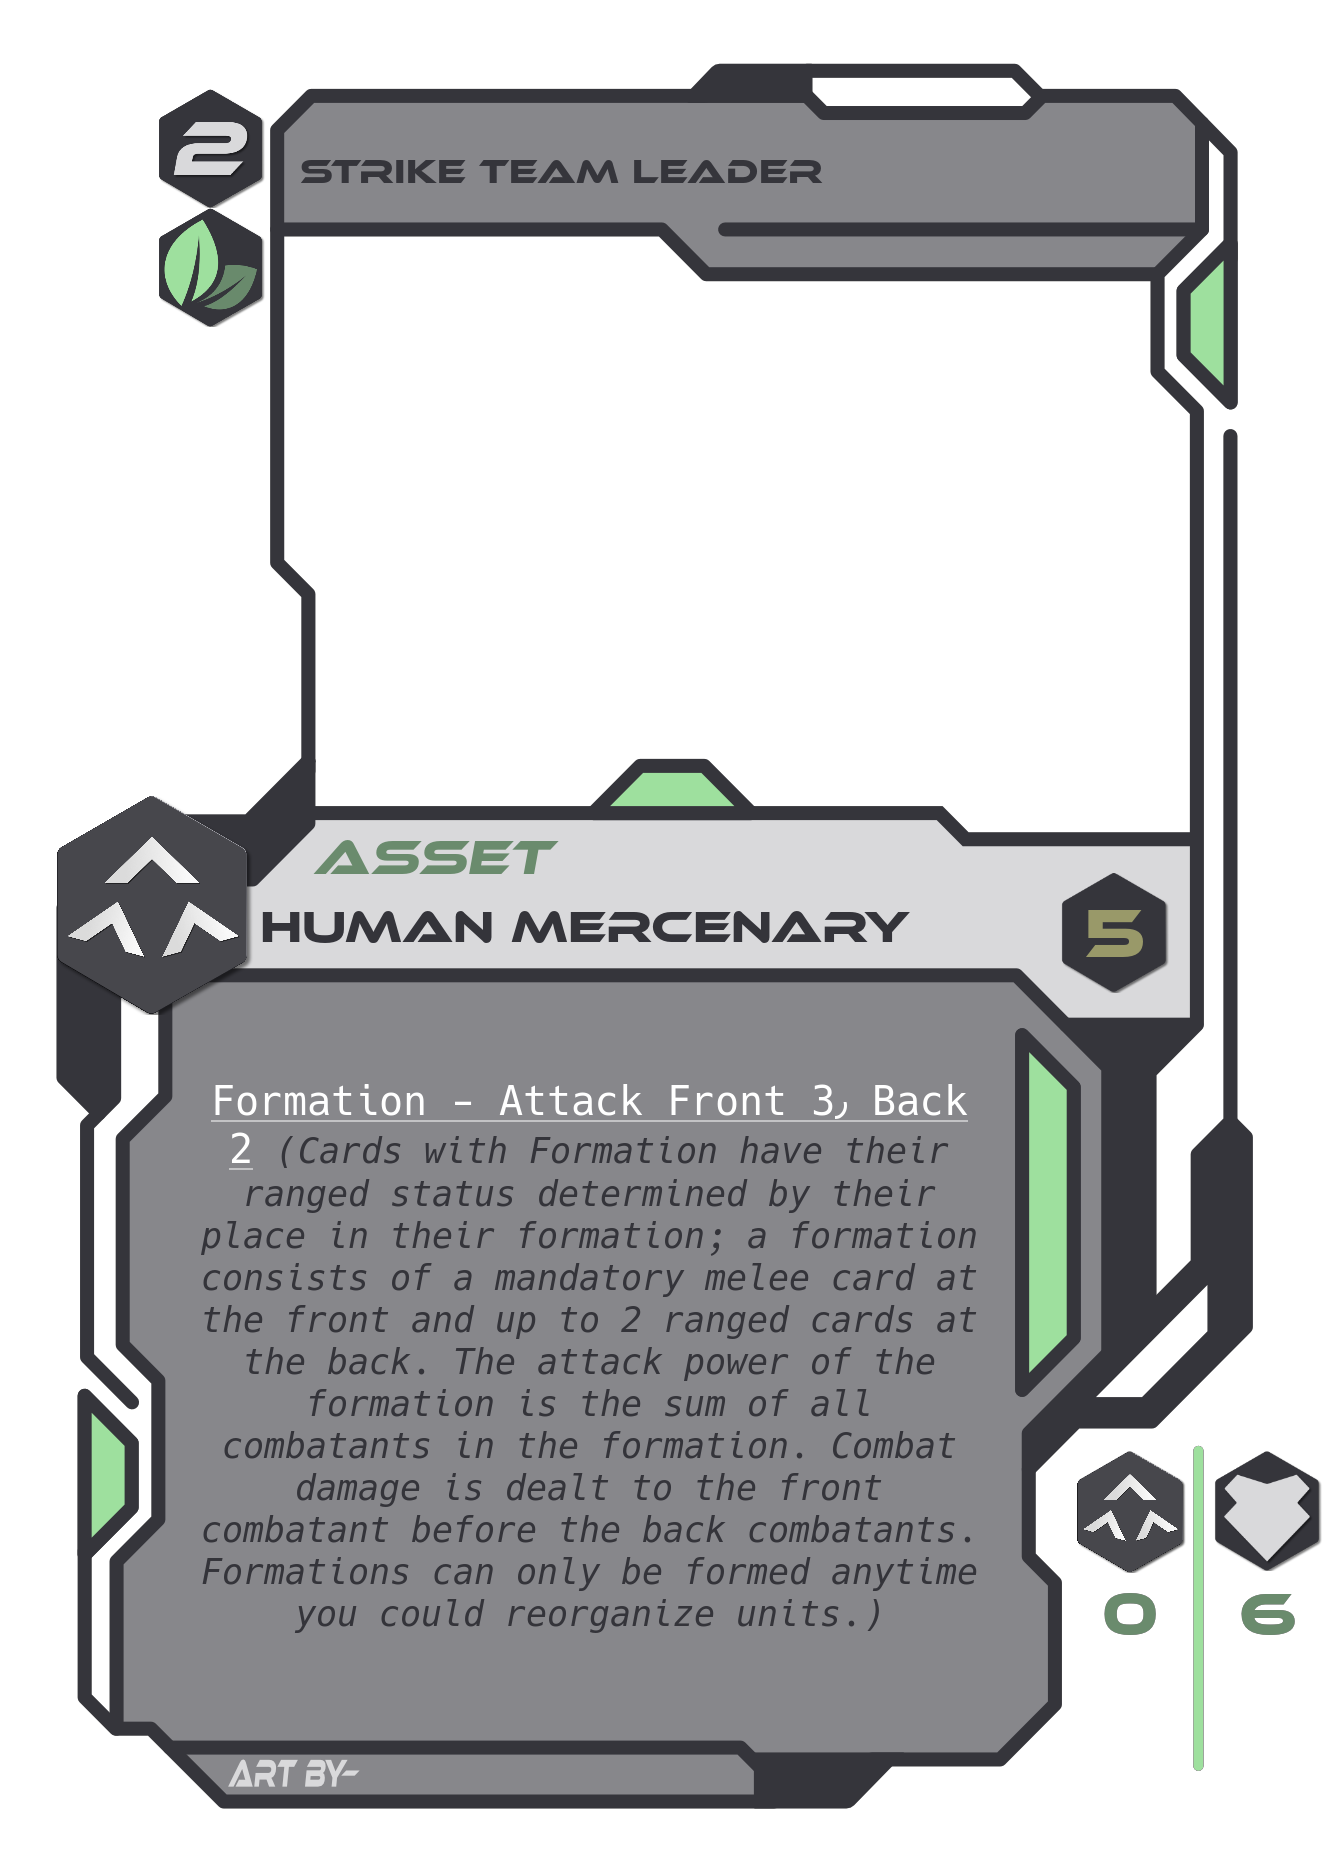 2
STRIKE TEAM LEADER
ASSET
HUMAN MERCENARY
5
Formation – Attack Front 3, Back
2 (Cards with Formation have their
ranged status determined by their
place in their formation; a formation
consists of a mandatory melee card at
the front and up to 2 ranged cards at
the back. The attack power of the
formation is the sum of all
combatants in the formation. Combat
damage is dealt to the front
combatant before the back combatants.
Formations can only be formed anytime
you could reorganize units.)
0
6
ART BY-